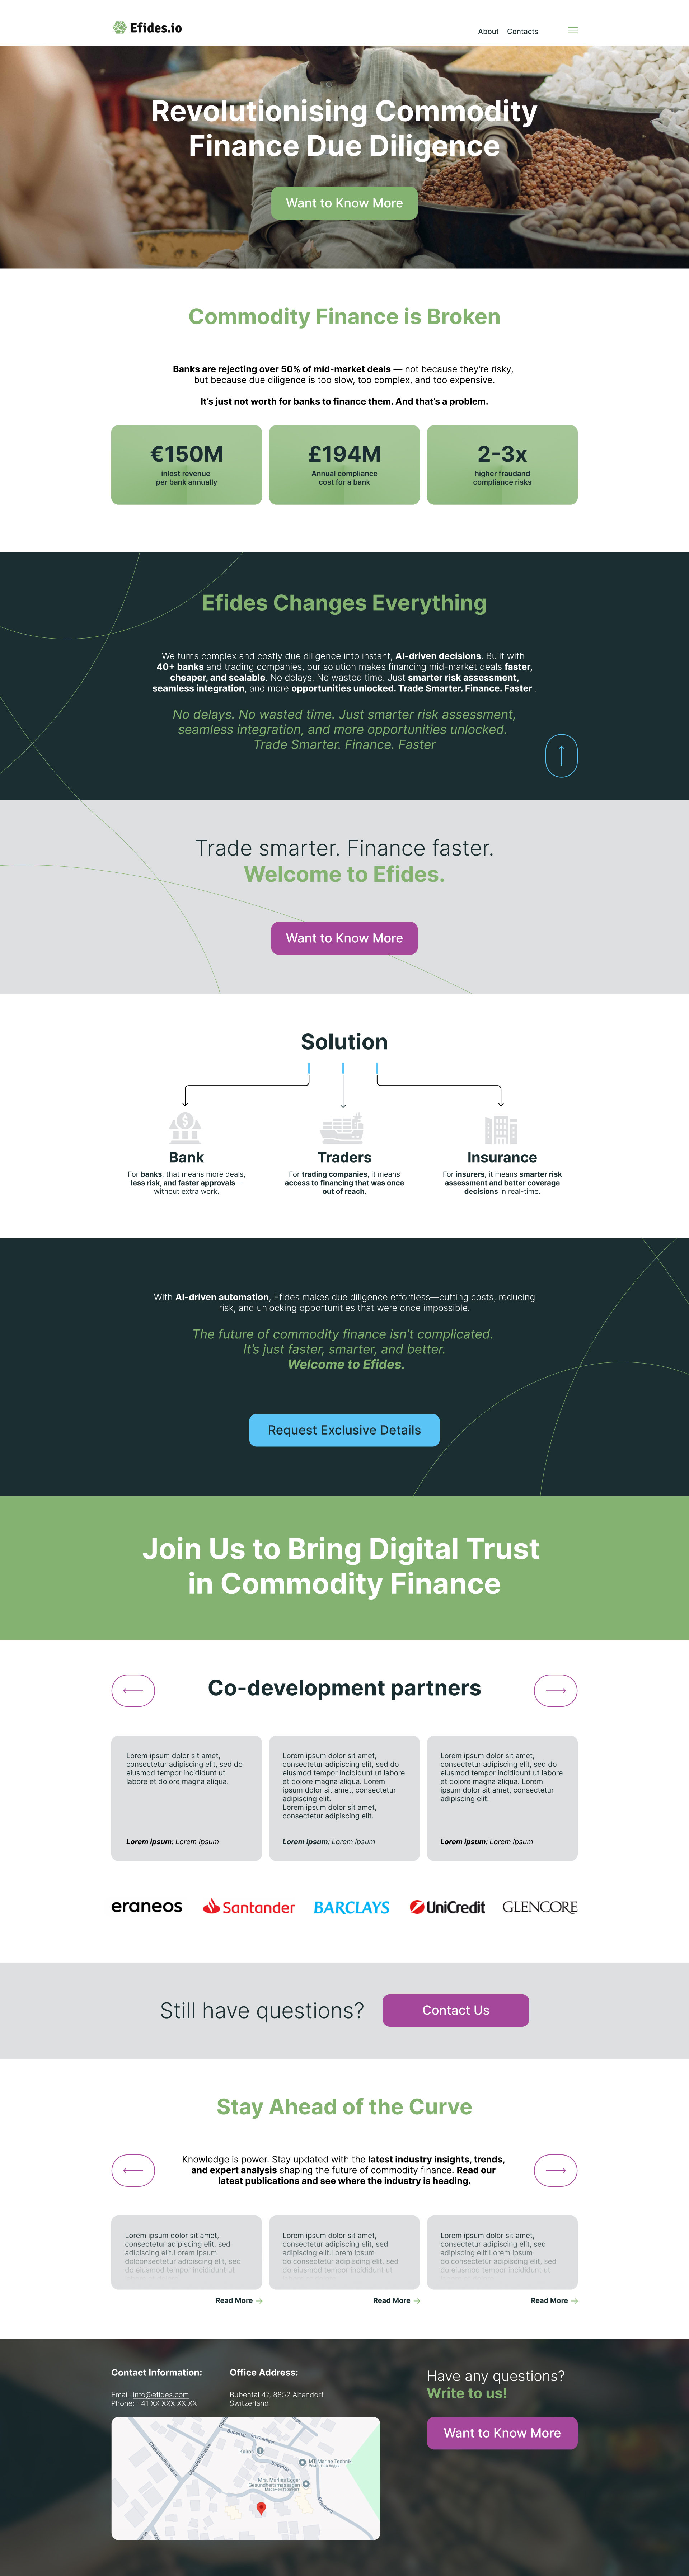 Efides.io
About Contacts
Revolutionising Commodity
Finance Due Diligence
Want to Know More
Commodity Finance is Broken
Banks are rejecting over 50% of mid-market deals — not because they're risky,
but because due diligence is too slow, too complex, and too expensive.
It's just not worth for banks to finance them. And that's a problem.
€150M
inlost revenue
per bank annually
£194M
Annual compliance
cost for a bank
2-3x
higher fraudand
compliance risks
Efides Changes Everything
We turns complex and costly due diligence into instant, AI-driven decisions. Built with
40+ banks and trading companies, our solution makes financing mid-market deals faster,
cheaper, and scalable. No delays. No wasted time. Just smarter risk assessment,
seamless integration, and more opportunities unlocked. Trade Smarter. Finance. Faster .
No delays. No wasted time. Just smarter risk assessment,
seamless integration, and more opportunities unlocked.
Trade Smarter. Finance. Faster
Trade smarter. Finance faster.
Welcome to Efides.
Want to Know More
Solution
Bank
For banks, that means more deals,
less risk, and faster approvals—
without extra work.
Traders
For trading companies, it means
access to financing that was once
out of reach.
Insurance
For insurers, it means smarter risk
assessment and better coverage
decisions in real-time.
With AI-driven automation, Efides makes due diligence effortless—cutting costs, reducing
risk, and unlocking opportunities that were once impossible.
The future of commodity finance isn't complicated.
It's just faster, smarter, and better.
Welcome to Efides.
Request Exclusive Details
Join Us to Bring Digital Trust
in Commodity Finance
Co-development partners
Lorem ipsum dolor sit amet,
consectetur adipiscing elit, sed do
eiusmod tempor incididunt ut
labore et dolore magna aliqua.
Lorem ipsum: Lorem ipsum
Lorem ipsum dolor sit amet,
consectetur adipiscing elit, sed do
eiusmod tempor incididunt ut labore
et dolore magna aliqua. Lorem
ipsum dolor sit amet, consectetur
adipiscing elit.
Lorem ipsum dolor sit amet,
consectetur adipiscing elit.
Lorem ipsum: Lorem ipsum
Lorem ipsum dolor sit amet,
consectetur adipiscing elit, sed do
eiusmod tempor incididunt ut labore
et dolore magna aliqua. Lorem
ipsum dolor sit amet, consectetur
adipiscing elit.
Lorem ipsum: Lorem ipsum
eraneos Santander BARCLAYS UniCredit GLENCORE
Still have questions?
Contact Us
Stay Ahead of the Curve
Knowledge is power. Stay updated with the latest industry insights, trends,
and expert analysis shaping the future of commodity finance. Read our
latest publications and see where the industry is heading.
Lorem ipsum dolor sit amet,
consectetur adipiscing elit, sed
adipiscing elit.Lorem ipsum
dolconsectetur adipiscing elit, sed
do eiusmod tempor incididunt ut
Read More
Lorem ipsum dolor sit amet,
consectetur adipiscing elit, sed
adipiscing elit.Lorem ipsum
dolconsectetur adipiscing elit, sed
do eiusmod tempor incididunt ut
Read More
Lorem ipsum dolor sit amet,
consectetur adipiscing elit, sed
adipiscing elit.Lorem ipsum
dolconsectetur adipiscing elit, sed
do eiusmod tempor incididunt ut
Read More
Contact Information:
Email: info@efides.com
Phone: +41 XX XXX XX XX
Office Address:
Bubental 47, 8852 Altendorf
Switzerland
Have any questions?
Write to us!
Want to Know More
Bubental
Kamin
MT Marine Technik
Bubental
Mrs. Marlies Egget
Gesundheitsmassagen